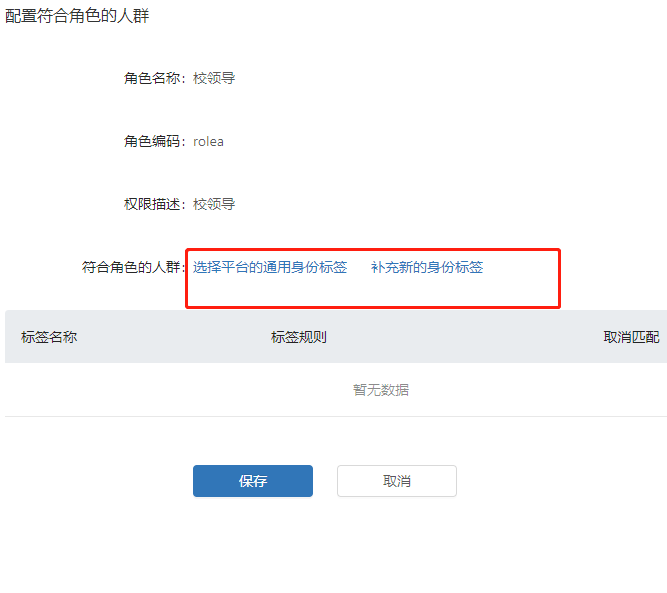 配置符合角色的人群
角色名称：校领导
角色编码：rolea
权限描述：校领导
符合角色的人群：选择平台的通用身份标签 补充新的身份标签
标签名称 标签规则 取消匹配
暂无数据
保存 取消